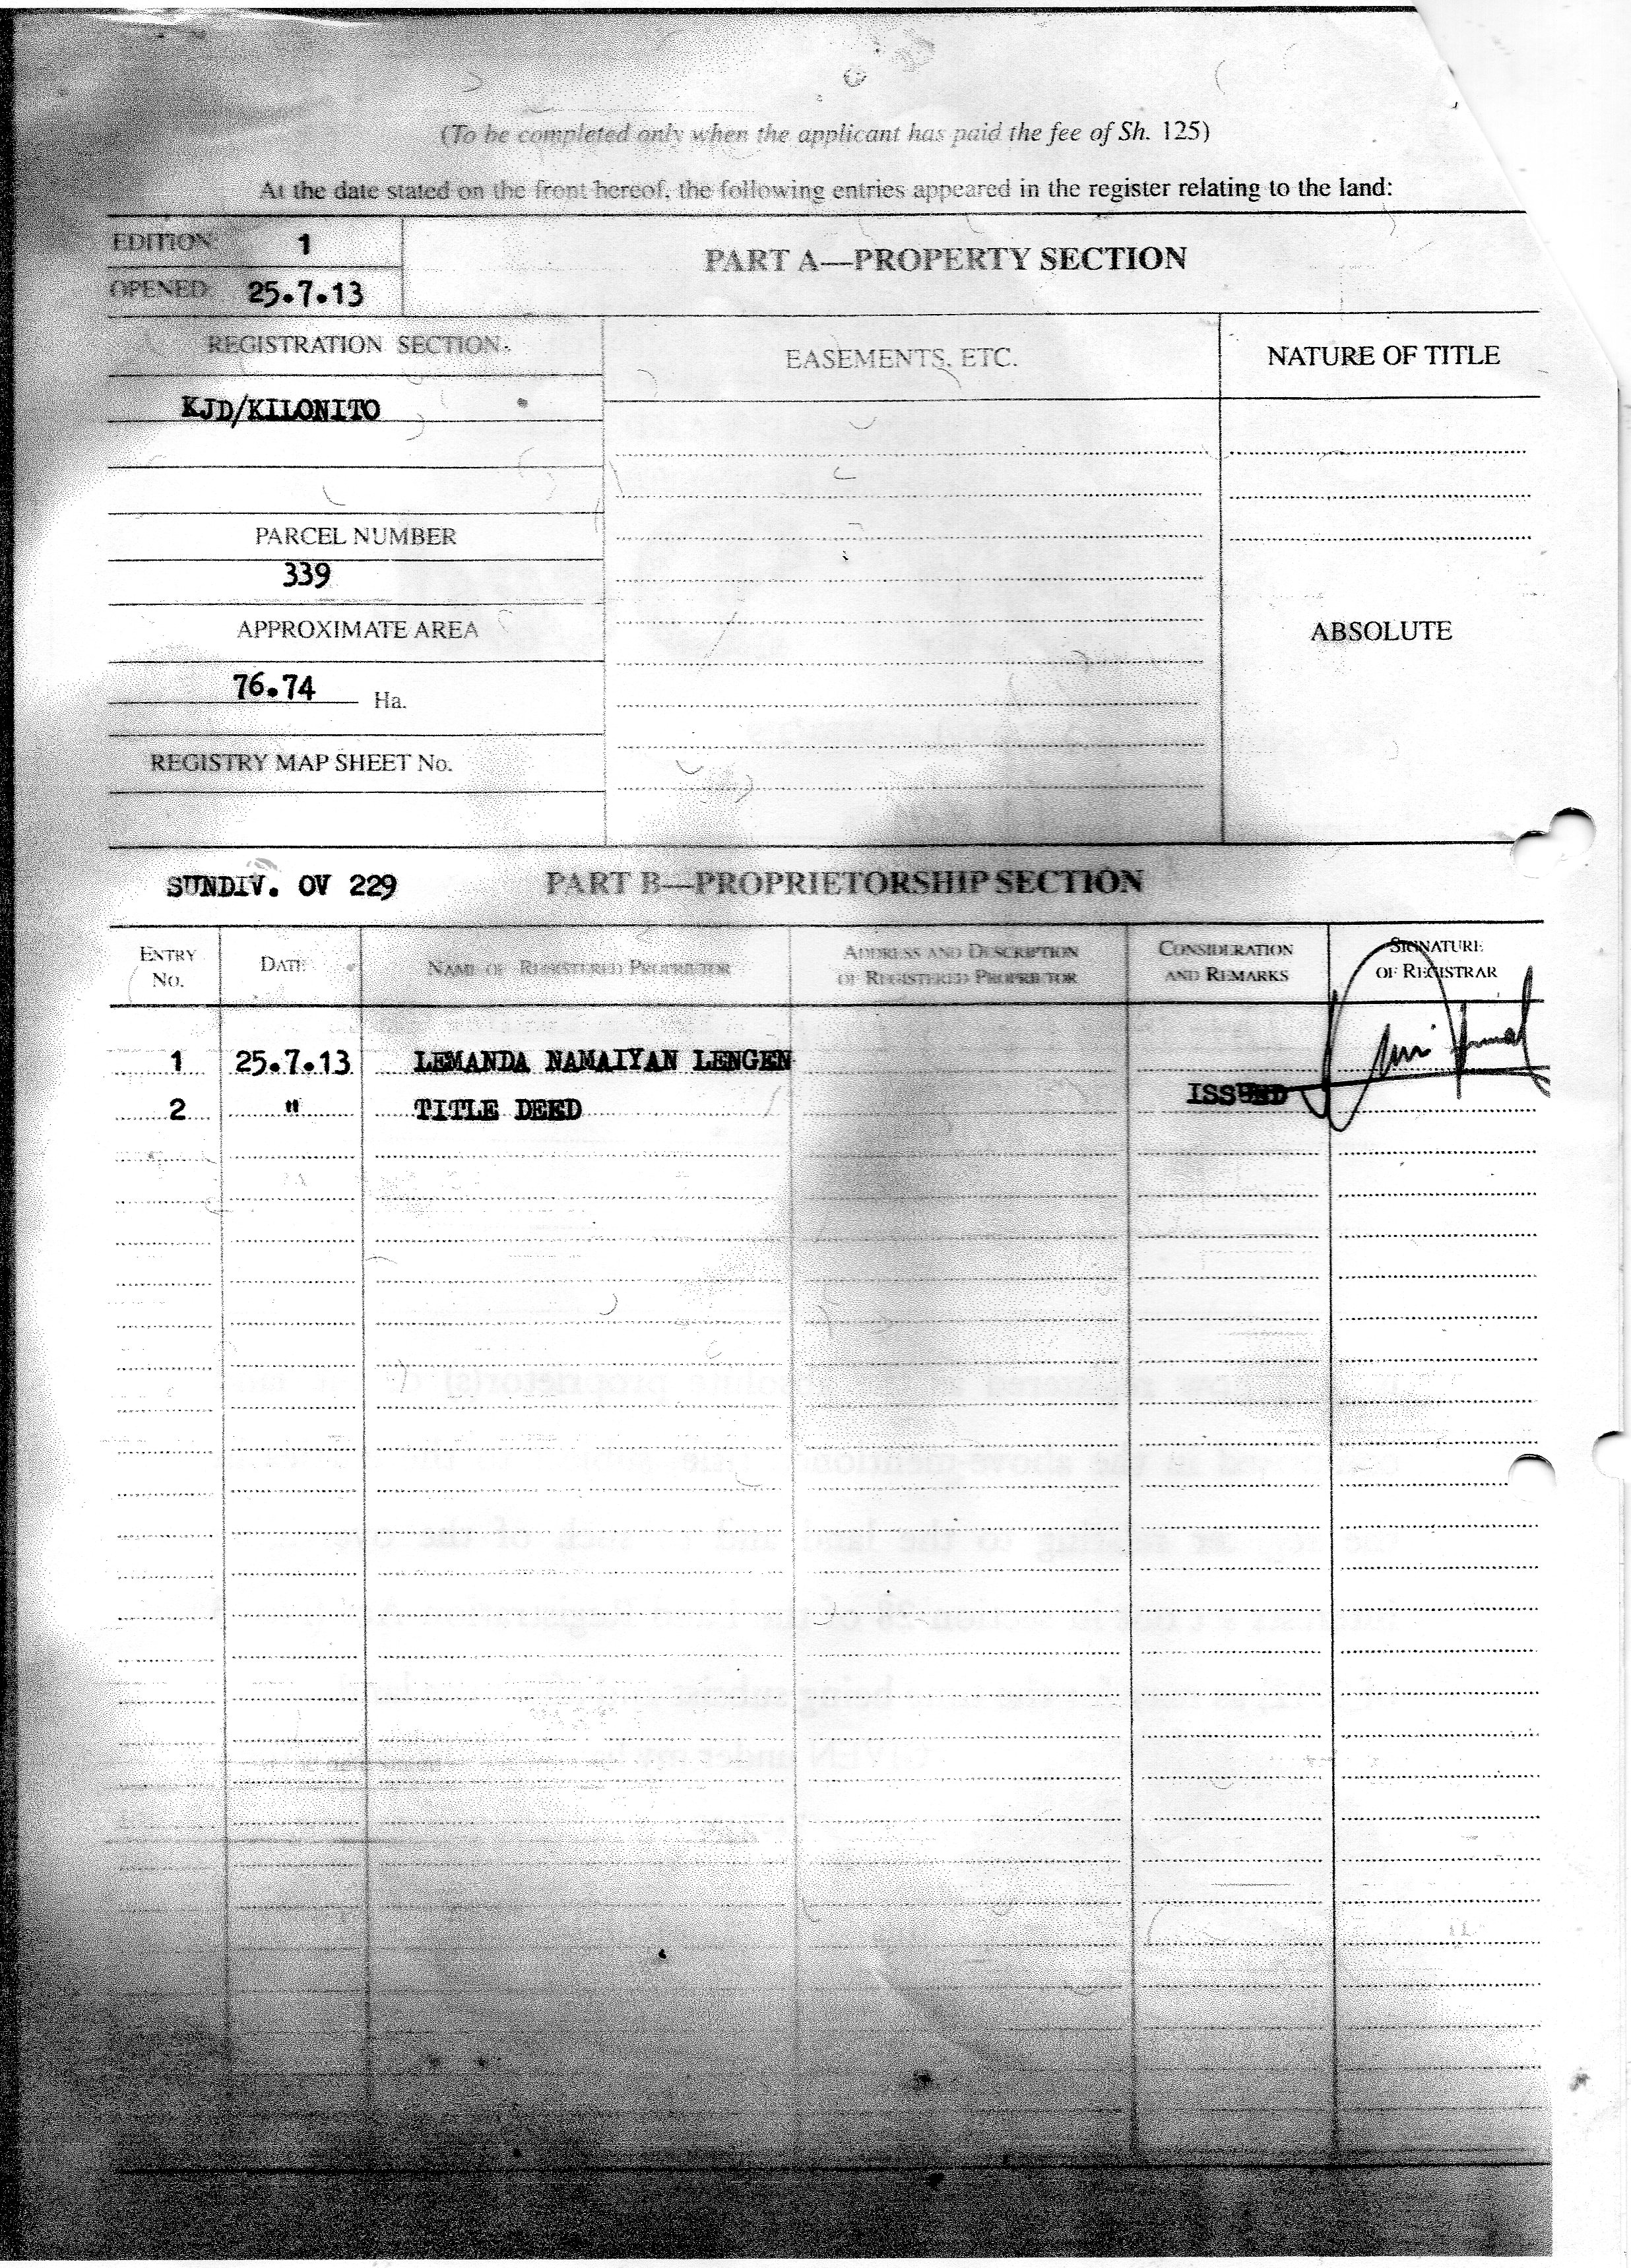 (To be completed only when the applicant has paid the fee of Sh. 125)
At the date stated on the front hereof, the following entries appeared in the register relating to the land:
EDITION: 1
OPENED: 25.7.13
PART A—PROPERTY SECTION
REGISTRATION SECTION
EASEMENTS, ETC.
NATURE OF TITLE
KJD/KILONITO
PARCEL NUMBER
339
APPROXIMATE AREA
ABSOLUTE
76.74 Ha.
REGISTRY MAP SHEET No.
SUNDIV. OV 229
PART B—PROPRIETORSHIP SECTION
ENTRY No.
DATE
NAME OF REGISTERED PROPRIETOR
ADDRESS AND DESCRIPTION OF REGISTERED PROPRIETOR
CONSIDERATION AND REMARKS
SIGNATURE OF REGISTRAR
1 25.7.13 LEMANDA NAMAIYAN LENGEN
2 " TITLE DEED ISSUED